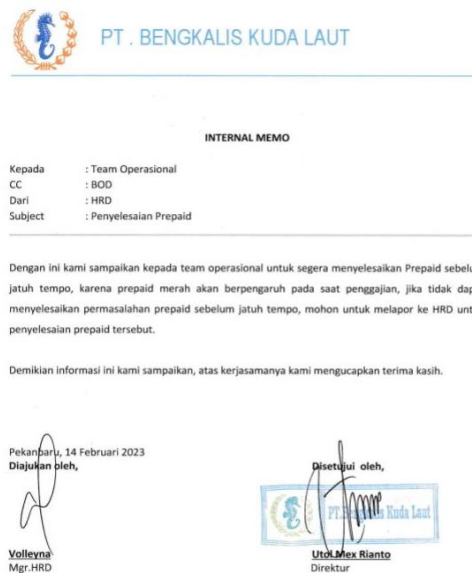 PT . BENGKALIS KUDA LAUT
INTERNAL MEMO
Kepada : Team Operasional
CC : BOD
Dari : HRD
Subject : Penyelesaian Prepaid
Dengan ini kami sampaikan kepada team operasional untuk segera menyelesaikan Prepaid sebelu
jatuh tempo, karena prepaid merah akan berpengaruh pada saat penggajian, jika tidak dap
menyelesaikan permasalahan prepaid sebelum jatuh tempo, mohon untuk melapor ke HRD unt
penyelesaian prepaid tersebut.
Demikian informasi ini kami sampaikan, atas kerjasamanya kami mengucapkan terima kasih.
Pekanbaru, 14 Februari 2023
Diajukan oleh,
Disetujui oleh,
PT. Bengkalis Kuda Laut
Volleyna
Utol Mex Rianto
Mgr.HRD
Direktur